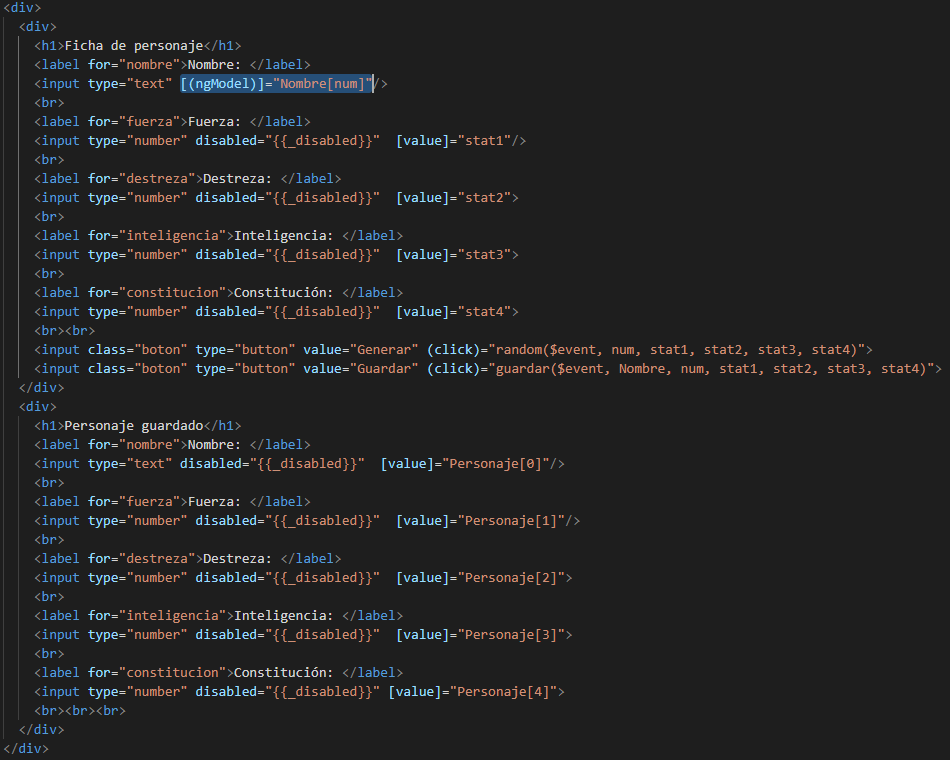 <div>
<div>
<h1>Ficha de personaje</h1>
<label for="nombre">Nombre: </label>
<input type="text" [(ngModel)]="Nombre[num]"/>
<br>
<label for="fuerza">Fuerza: </label>
<input type="number" disabled="{{_disabled}}"  [value]="stat1"/>
<br>
<label for="destreza">Destreza: </label>
<input type="number" disabled="{{_disabled}}"  [value]="stat2">
<br>
<label for="inteligencia">Inteligencia: </label>
<input type="number" disabled="{{_disabled}}"  [value]="stat3">
<br>
<label for="constitucion">Constitución: </label>
<input type="number" disabled="{{_disabled}}"  [value]="stat4">
<br><br>
<input class="boton" type="button" value="Generar" (click)="random($event, num, stat1, stat2, stat3, stat4)">
<input class="boton" type="button" value="Guardar" (click)="guardar($event, Nombre, num, stat1, stat2, stat3, stat4)">
</div>
<div>
<h1>Personaje guardado</h1>
<label for="nombre">Nombre: </label>
<input type="text" disabled="{{_disabled}}"  [value]="Personaje[0]"/>
<br>
<label for="fuerza">Fuerza: </label>
<input type="number" disabled="{{_disabled}}"  [value]="Personaje[1]"/>
<br>
<label for="destreza">Destreza: </label>
<input type="number" disabled="{{_disabled}}"  [value]="Personaje[2]">
<br>
<label for="inteligencia">Inteligencia: </label>
<input type="number" disabled="{{_disabled}}"  [value]="Personaje[3]">
<br>
<label for="constitucion">Constitución: </label>
<input type="number" disabled="{{_disabled}}" [value]="Personaje[4]">
<br><br><br>
</div>
</div>